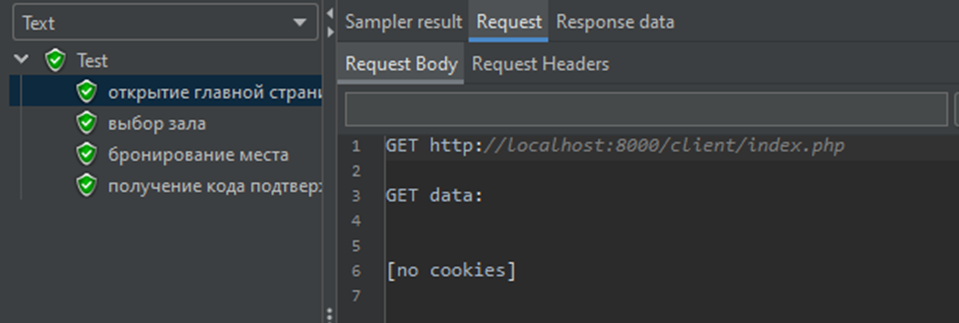 Text
Test
открытие главной страни
выбор зала
бронирование места
получение кода подтвер
Sampler result Request Response data
Request Body Request Headers
1 GET http://localhost:8000/client/index.php
2
3 GET data:
4
5
6 [no cookies]
7